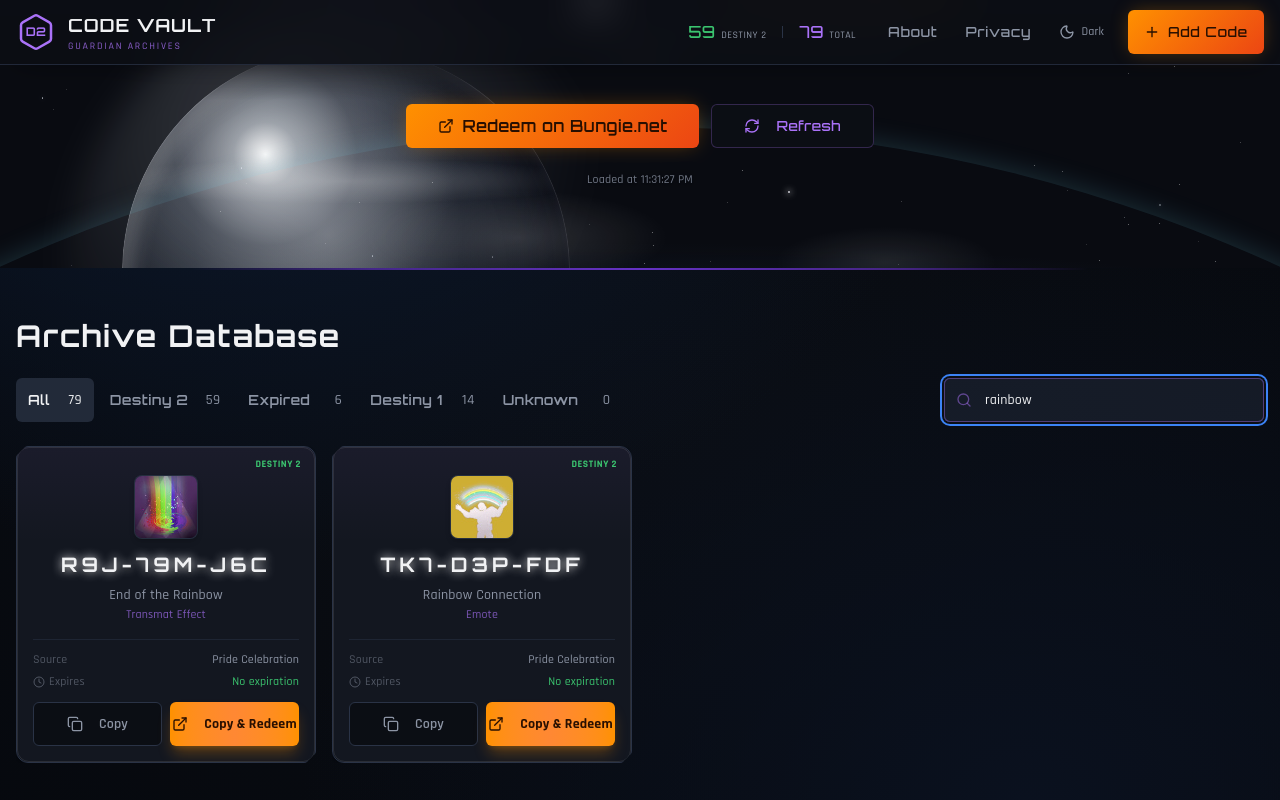 D2
CODE VAULT
GUARDIAN ARCHIVES
59 DESTINY 2
79 TOTAL
About
Privacy
Dark
Add Code
Redeem on Bungie.net
Refresh
Loaded at 11:31:27 PM
Archive Database
All 79
Destiny 2 59
Expired 6
Destiny 1 14
Unknown 0
rainbow
DESTINY 2
R9J-79M-J6C
End of the Rainbow
Transmat Effect
Source Pride Celebration
Expires No expiration
Copy
Copy & Redeem
DESTINY 2
TK7-D3P-FDF
Rainbow Connection
Emote
Source Pride Celebration
Expires No expiration
Copy
Copy & Redeem